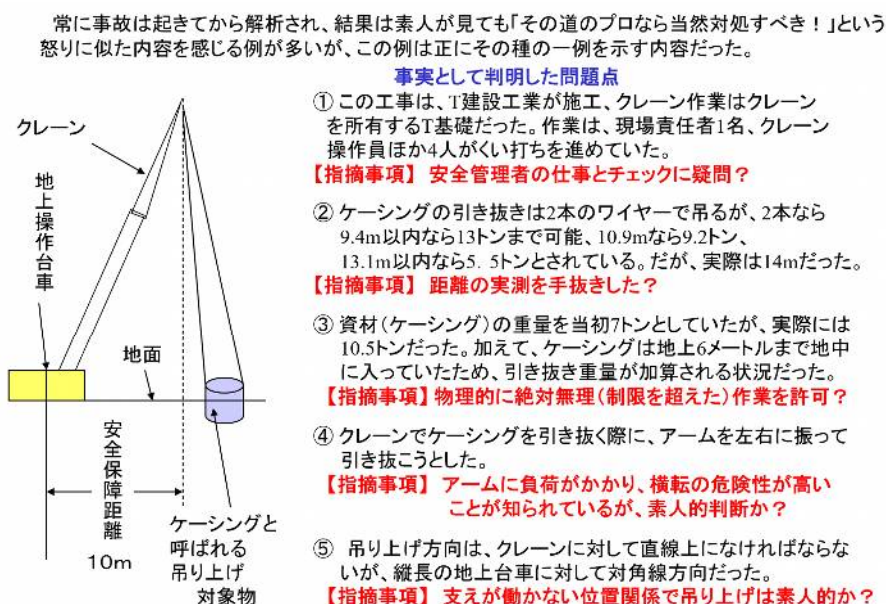 常に事故は起きてから解析され、結果は素人が見ても「その道のプロなら当然対処すべき！」という
怒りに似た内容を感じる例が多いが、この例は正にその種の一例を示す内容だった。
事実として判明した問題点
① この工事は、T建設工業が施工、クレーン作業はクレーン
を所有するT基礎だった。作業は、現場責任者1名、クレーン
操作員ほか4人がくい打ちを進めていた。
【指摘事項】 安全管理者の仕事とチェックに疑問？
② ケーシングの引き抜きは2本のワイヤーで吊るが、2本なら
9.4m以内なら13トンまで可能、10.9mなら9.2トン、
13.1m以内なら5．5トンとされている。だが、実際は14mだった。
【指摘事項】 距離の実測を手抜きした？
③ 資材（ケーシング）の重量を当初7トンとしていたが、実際には
10.5トンだった。加えて、ケーシングは地上6メートルまで地中
に入っていたため、引き抜き重量が加算される状況だった。
【指摘事項】物理的に絶対無理（制限を超えた）作業を許可？
④ クレーンでケーシングを引き抜く際に、アームを左右に振って
引き抜こうとした。
【指摘事項】 アームに負荷がかかり、横転の危険性が高い
ことが知られているが、素人的判断か？
⑤ 吊り上げ方向は、クレーンに対して直線上になければならな
いが、縦長の地上台車に対して対角線方向だった。
【指摘事項】 支えが働かない位置関係で吊り上げは素人的か？
クレーン
地上操作台車
地面
安全保障距離
10m
ケーシングと
呼ばれる
吊り上げ
対象物